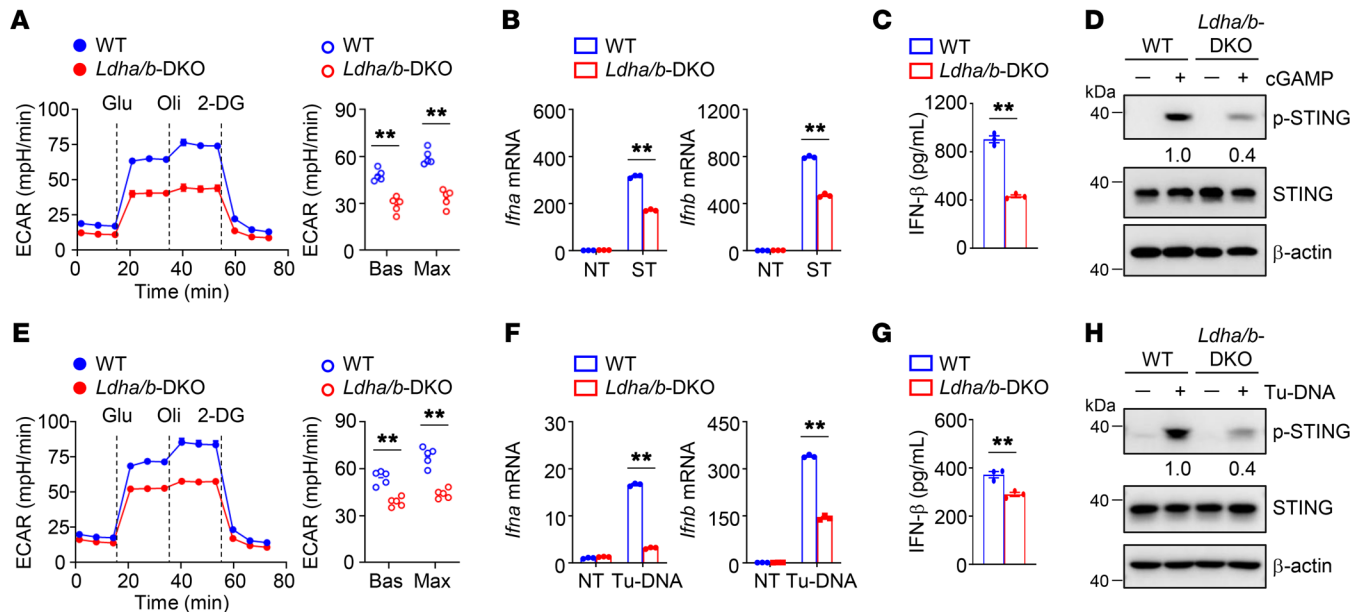 A
WT
Ldha/b-DKO
WT
Ldha/b-DKO
Glu Oli 2-DG
ECAR (mpH/min)
100
75
50
25
0
0 20 40 60 80
Time (min)
ECAR (mpH/min)
90
60
30
0
** **
Bas Max
B
WT
Ldha/b-DKO
Ifna mRNA
600
400
200
0
**
NT ST
Ifnb mRNA
1200
800
400
0
**
NT ST
C
WT
Ldha/b-DKO
IFN-β (pg/mL)
1200
800
400
0
**
D
WT
Ldha/b-
DKO
— + — + cGAMP
kDa
40 p-STING
1.0 0.4
40 STING
40 β-actin
E
WT
Ldha/b-DKO
WT
Ldha/b-DKO
Glu Oli 2-DG
ECAR (mpH/min)
100
75
50
25
0
0 20 40 60 80
Time (min)
ECAR (mpH/min)
90
60
30
0
** **
Bas Max
F
WT
Ldha/b-DKO
Ifna mRNA
30
20
10
0
**
NT Tu-DNA
Ifnb mRNA
450
300
150
0
**
NT Tu-DNA
G
WT
Ldha/b-DKO
IFN-β (pg/mL)
600
400
200
0
**
H
WT
Ldha/b-
DKO
— + — + Tu-DNA
kDa
40 p-STING
1.0 0.4
40 STING
40 β-actin